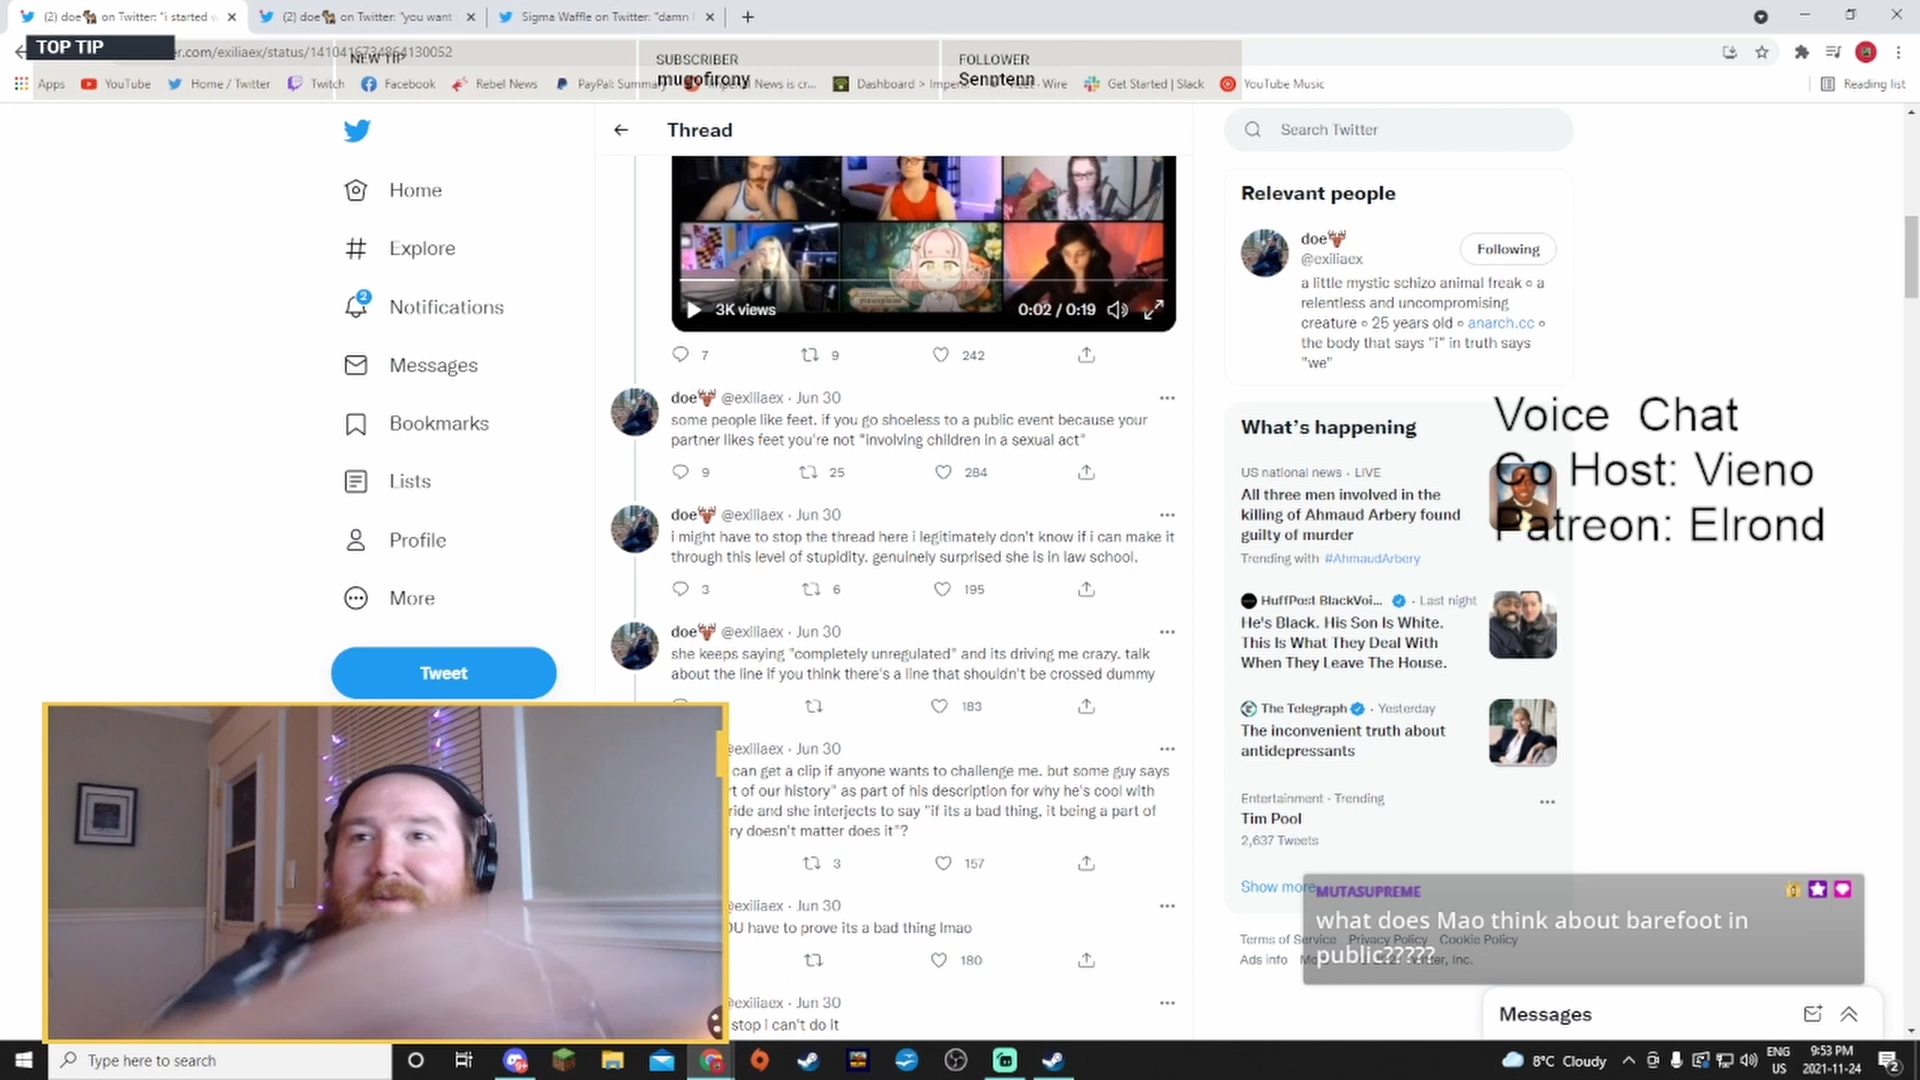 (2) doe on Twitter: "i started w
(2) doe on Twitter: "you want
Sigma Waffle on Twitter: "damn
TOP TIP
er.com/exiliaex/status/1410416734864130052
NEW TIP
SUBSCRIBER
mugofirony
FOLLOWER
Senntenn
Apps
YouTube
Home / Twitter
Twitch
Facebook
Rebel News
PayPal: Summary
News is cr...
Dashboard > Imperi
Wire
Get Started | Slack
YouTube Music
Reading list
Home
Explore
2
Notifications
Messages
Bookmarks
Lists
Profile
More
Tweet
Thread
3K views
0:02 / 0:19
7
9
242
doe @exiliaex · Jun 30
some people like feet. if you go shoeless to a public event because your
partner likes feet you're not "involving children in a sexual act"
9
25
284
doe @exiliaex · Jun 30
i might have to stop the thread here i legitimately don't know if i can make it
through this level of stupidity. genuinely surprised she is in law school.
3
6
195
doe @exiliaex · Jun 30
she keeps saying "completely unregulated" and its driving me crazy. talk
about the line if you think there's a line that shouldn't be crossed dummy
183
@exiliaex · Jun 30
can get a clip if anyone wants to challenge me. but some guy says
rt of our history" as part of his description for why he's cool with
ride and she interjects to say "if its a bad thing, it being a part of
ry doesn't matter does it"?
3
157
@exiliaex · Jun 30
OU have to prove its a bad thing lmao
180
@exiliaex · Jun 30
stop I can't do it
Search Twitter
Relevant people
doe
@exiliaex
Following
a little mystic schizo animal freak ∘ a
relentless and uncompromising
creature ∘ 25 years old ∘ anarch.cc ∘
the body that says "i" in truth says
"we"
What's happening
US national news · LIVE
All three men involved in the
killing of Ahmaud Arbery found
guilty of murder
Trending with #AhmaudArbery
HuffPost BlackVoi... · Last night
He's Black. His Son Is White.
This Is What They Deal With
When They Leave The House.
The Telegraph · Yesterday
The inconvenient truth about
antidepressants
Entertainment · Trending
Tim Pool
2,637 Tweets
Show more
Terms of Service Privacy Policy Cookie Policy
Ads info
Voice Chat
Co Host: Vieno
Patreon: Elrond
MUTASUPREME
what does Mao think about barefoot in
public?????
Messages
Type here to search
8°C Cloudy
ENG
US
9:53 PM
2021-11-24
2